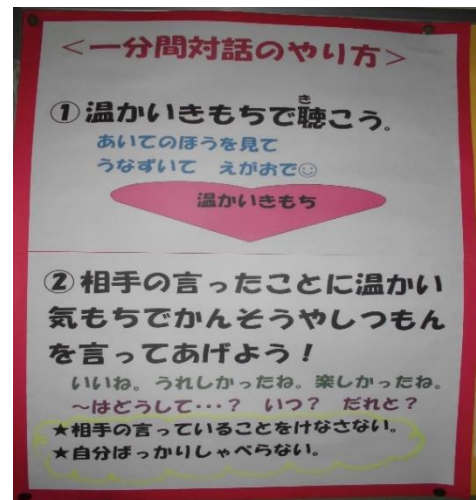 ＜一分間対話のやり方＞
①温かいきもちで聴こう。
き
あいてのほうを見て
うなずいて　えがおで☺
温かいきもち
②相手の言ったことに温かい
気もちでかんそうやしつもん
を言ってあげよう！
いいね。うれしかったね。楽しかったね。
～はどうして・・・？　いつ？　だれと？
★相手の言っていることをけなさない。
★自分ばっかりしゃべらない。